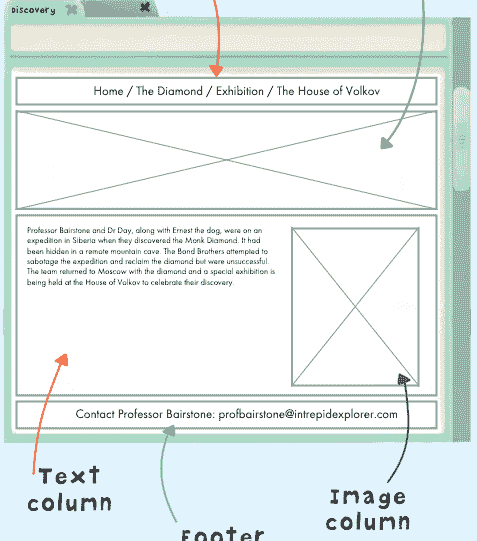 Discovery
Home / The Diamond / Exhibition / The House of Volkov
Professor Bairstone and Dr Day, along with Ernest the dog, were on an
expedition in Siberia when they discovered the Monk Diamond. It had
been hidden in a remote mountain cave. The Bond Brothers attempted to
sabotage the expedition and reclaim the diamond but were unsuccessful.
The team returned to Moscow with the diamond and a special exhibition is
being held at the House of Volkov to celebrate their discovery.
Contact Professor Bairstone: profbairstone@intrepidexplorer.com
Text
column
Image
column
Footer